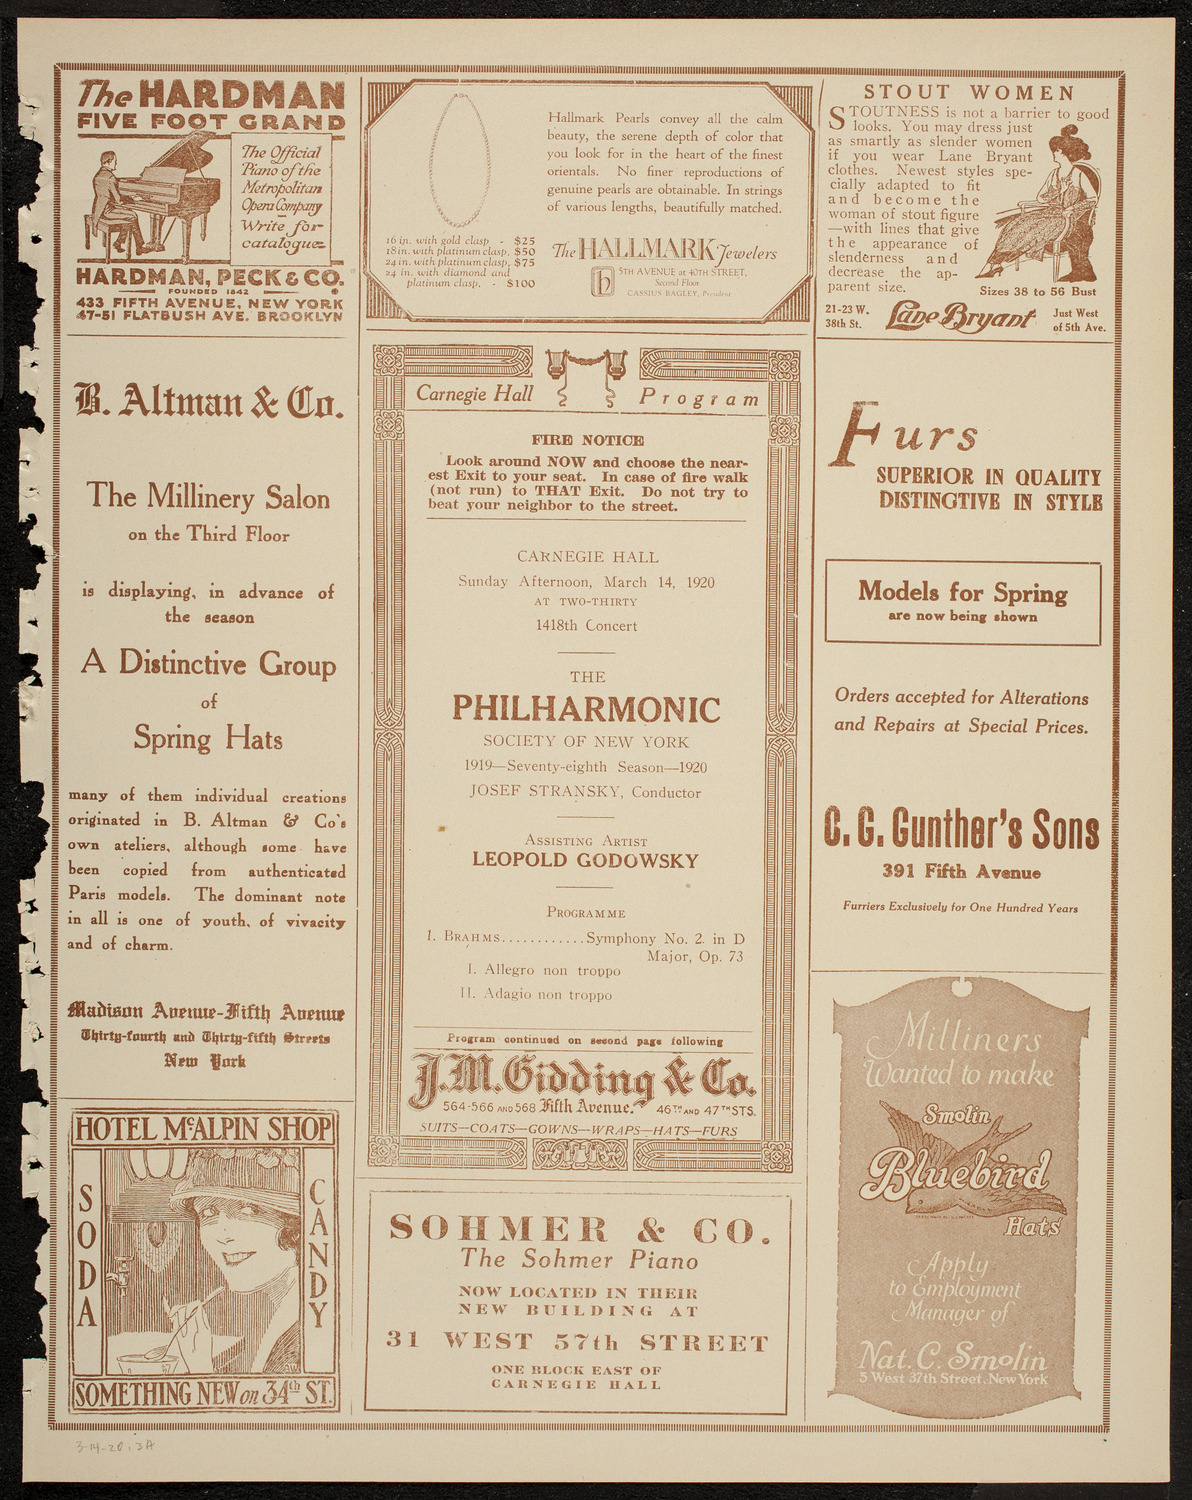 The HARDMAN
FIVE FOOT GRAND
The Official
Piano of the
Metropolitan
Opera Company
Write for
catalogue
HARDMAN, PECK & CO.
FOUNDED 1842
433 FIFTH AVENUE, NEW YORK
47-51 FLATBUSH AVE. BROOKLYN
Hallmark Pearls convey all the calm
beauty, the serene depth of color that
you look for in the heart of the finest
orientals. No finer reproductions of
genuine pearls are obtainable. In strings
of various lengths, beautifully matched.
16 in. with gold clasp - $25
18 in. with platinum clasp, $50
24 in. with platinum clasp, $75
24 in. with diamond and
platinum clasp, - $100
The HALLMARK Jewelers
h
5TH AVENUE at 40TH STREET,
Second Floor
CASSIUS BAGLEY, President
STOUT WOMEN
STOUTNESS is not a barrier to good
looks. You may dress just
as smartly as slender women
if you wear Lane Bryant
clothes. Newest styles spe-
cially adapted to fit
and become the
woman of stout figure
—with lines that give
the appearance of
slenderness and
decrease the ap-
parent size.
Sizes 38 to 56 Bust
21-23 W.
38th St.
Lane Bryant
Just West
of 5th Ave.
B. Altman & Co.
The Millinery Salon
on the Third Floor
is displaying, in advance of
the season
A Distinctive Group
of
Spring Hats
many of them individual creations
originated in B. Altman & Co's
own ateliers, although some have
been copied from authenticated
Paris models. The dominant note
in all is one of youth, of vivacity
and of charm.
Madison Avenue-Fifth Avenue
Thirty-fourth and Thirty-fifth Streets
New York
HOTEL McALPIN SHOP
SODA
CANDY
AW
SOMETHING NEW on 34th ST.
Carnegie Hall Program
FIRE NOTICE
Look around NOW and choose the near-
est Exit to your seat. In case of fire walk
(not run) to THAT Exit. Do not try to
beat your neighbor to the street.
CARNEGIE HALL
Sunday Afternoon, March 14, 1920
AT TWO-THIRTY
1418th Concert
THE
PHILHARMONIC
SOCIETY OF NEW YORK
1919—Seventy-eighth Season—1920
JOSEF STRANSKY, Conductor
ASSISTING ARTIST
LEOPOLD GODOWSKY
PROGRAMME
I. BRAHMS............Symphony No. 2. in D
Major, Op. 73
I. Allegro non troppo
II. Adagio non troppo
Program continued on second page following
J.M. Gidding & Co.
564-566 AND 568 Fifth Avenue. 46TH AND 47TH STS.
SUITS—COATS—GOWNS—WRAPS—HATS—FURS
SOHMER & CO.
The Sohmer Piano
NOW LOCATED IN THEIR
NEW BUILDING AT
31 WEST 57th STREET
ONE BLOCK EAST OF
CARNEGIE HALL
Furs
SUPERIOR IN QUALITY
DISTINGTIVE IN STYLE
Models for Spring
are now being shown
Orders accepted for Alterations
and Repairs at Special Prices.
C. G. Gunther's Sons
391 Fifth Avenue
Furriers Exclusively for One Hundred Years
Milliners
Wanted to make
Smolin
Bluebird
Hats
Apply
to Employment
Manager of
Nat. C. Smolin
5 West 37th Street, New York
3-14-20, 3A